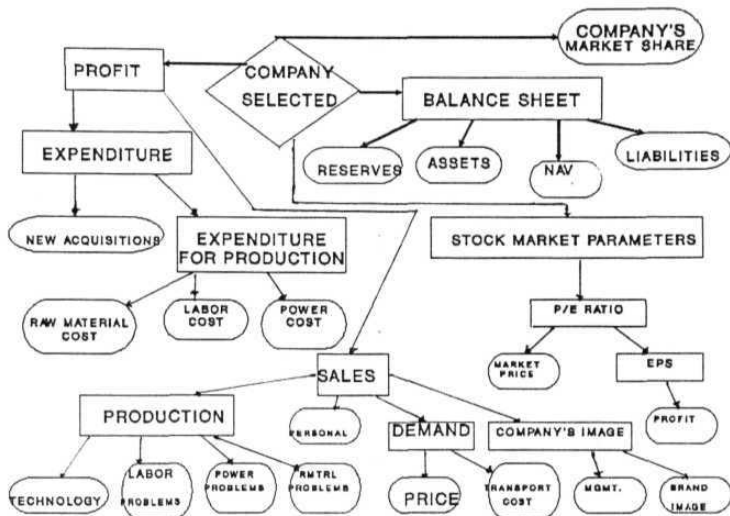 COMPANY'S
MARKET SHARE
PROFIT
COMPANY
SELECTED
BALANCE SHEET
EXPENDITURE
RESERVES
ASSETS
NAV
LIABILITIES
NEW ACQUISITIONS
EXPENDITURE
FOR PRODUCTION
STOCK MARKET PARAMETERS
RAW MATERIAL
COST
LABOR
COST
POWER
COST
P/E RATIO
MARKET
PRICE
EPS
SALES
PROFIT
PRODUCTION
PERSONAL
DEMAND
COMPANY'S IMAGE
TECHNOLOGY
LABOR
PROBLEMS
POWER
PROBLEMS
RMTRL
PROBLEMS
PRICE
TRANSPORT
COST
MGMT.
BRAND
IMAGE